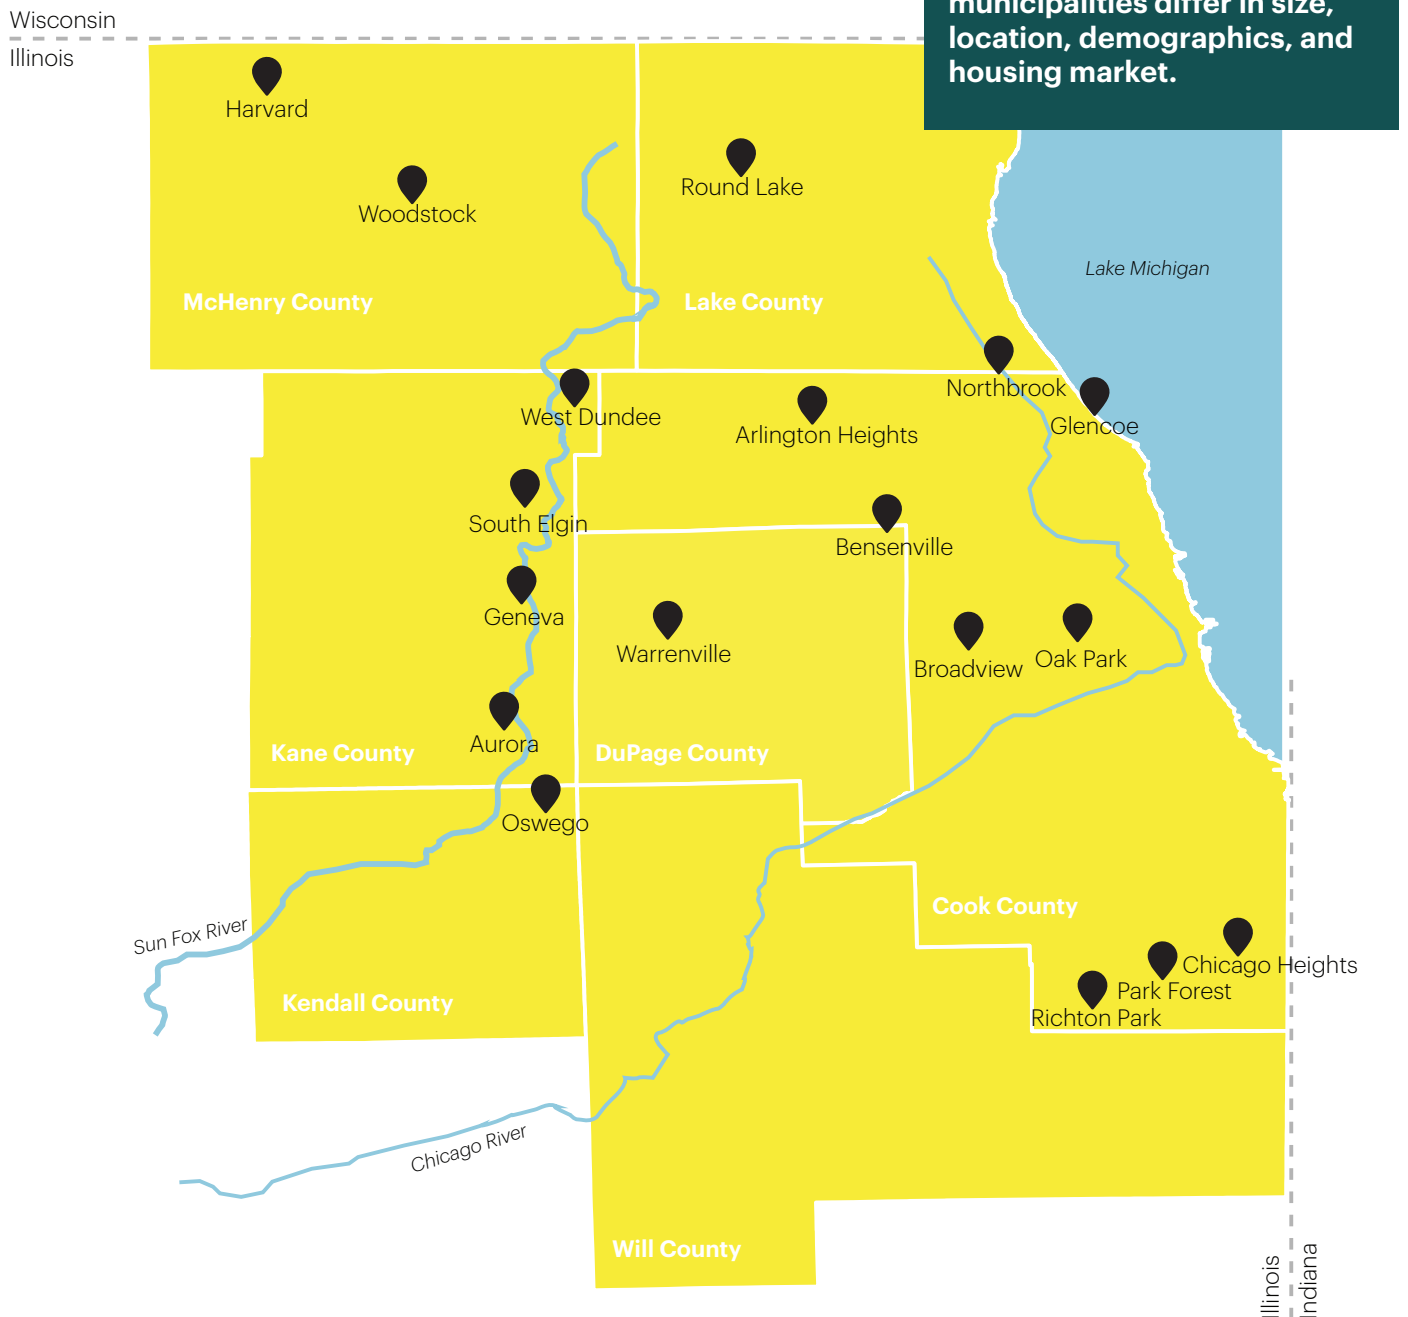 municipalities differ in size,
location, demographics, and
housing market.
Wisconsin
Illinois
Harvard
Woodstock
Round Lake
Lake Michigan
McHenry County
Lake County
Northbrook
Glencoe
West Dundee
Arlington Heights
South Elgin
Bensenville
Geneva
Warrenville
Broadview
Oak Park
Aurora
Kane County
DuPage County
Oswego
Cook County
Sun Fox River
Chicago Heights
Park Forest
Richton Park
Kendall County
Chicago River
Will County
Illinois
Indiana